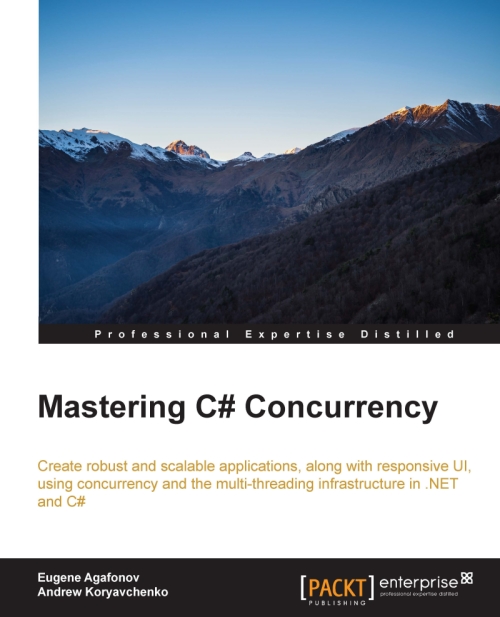 Professional Expertise Distilled
Mastering C# Concurrency
Create robust and scalable applications, along with responsive UI,
using concurrency and the multi-threading infrastructure in .NET
and C#
Eugene Agafonov
Andrew Koryavchenko
[PACKT] enterprise
PUBLISHING
professional expertise distilled